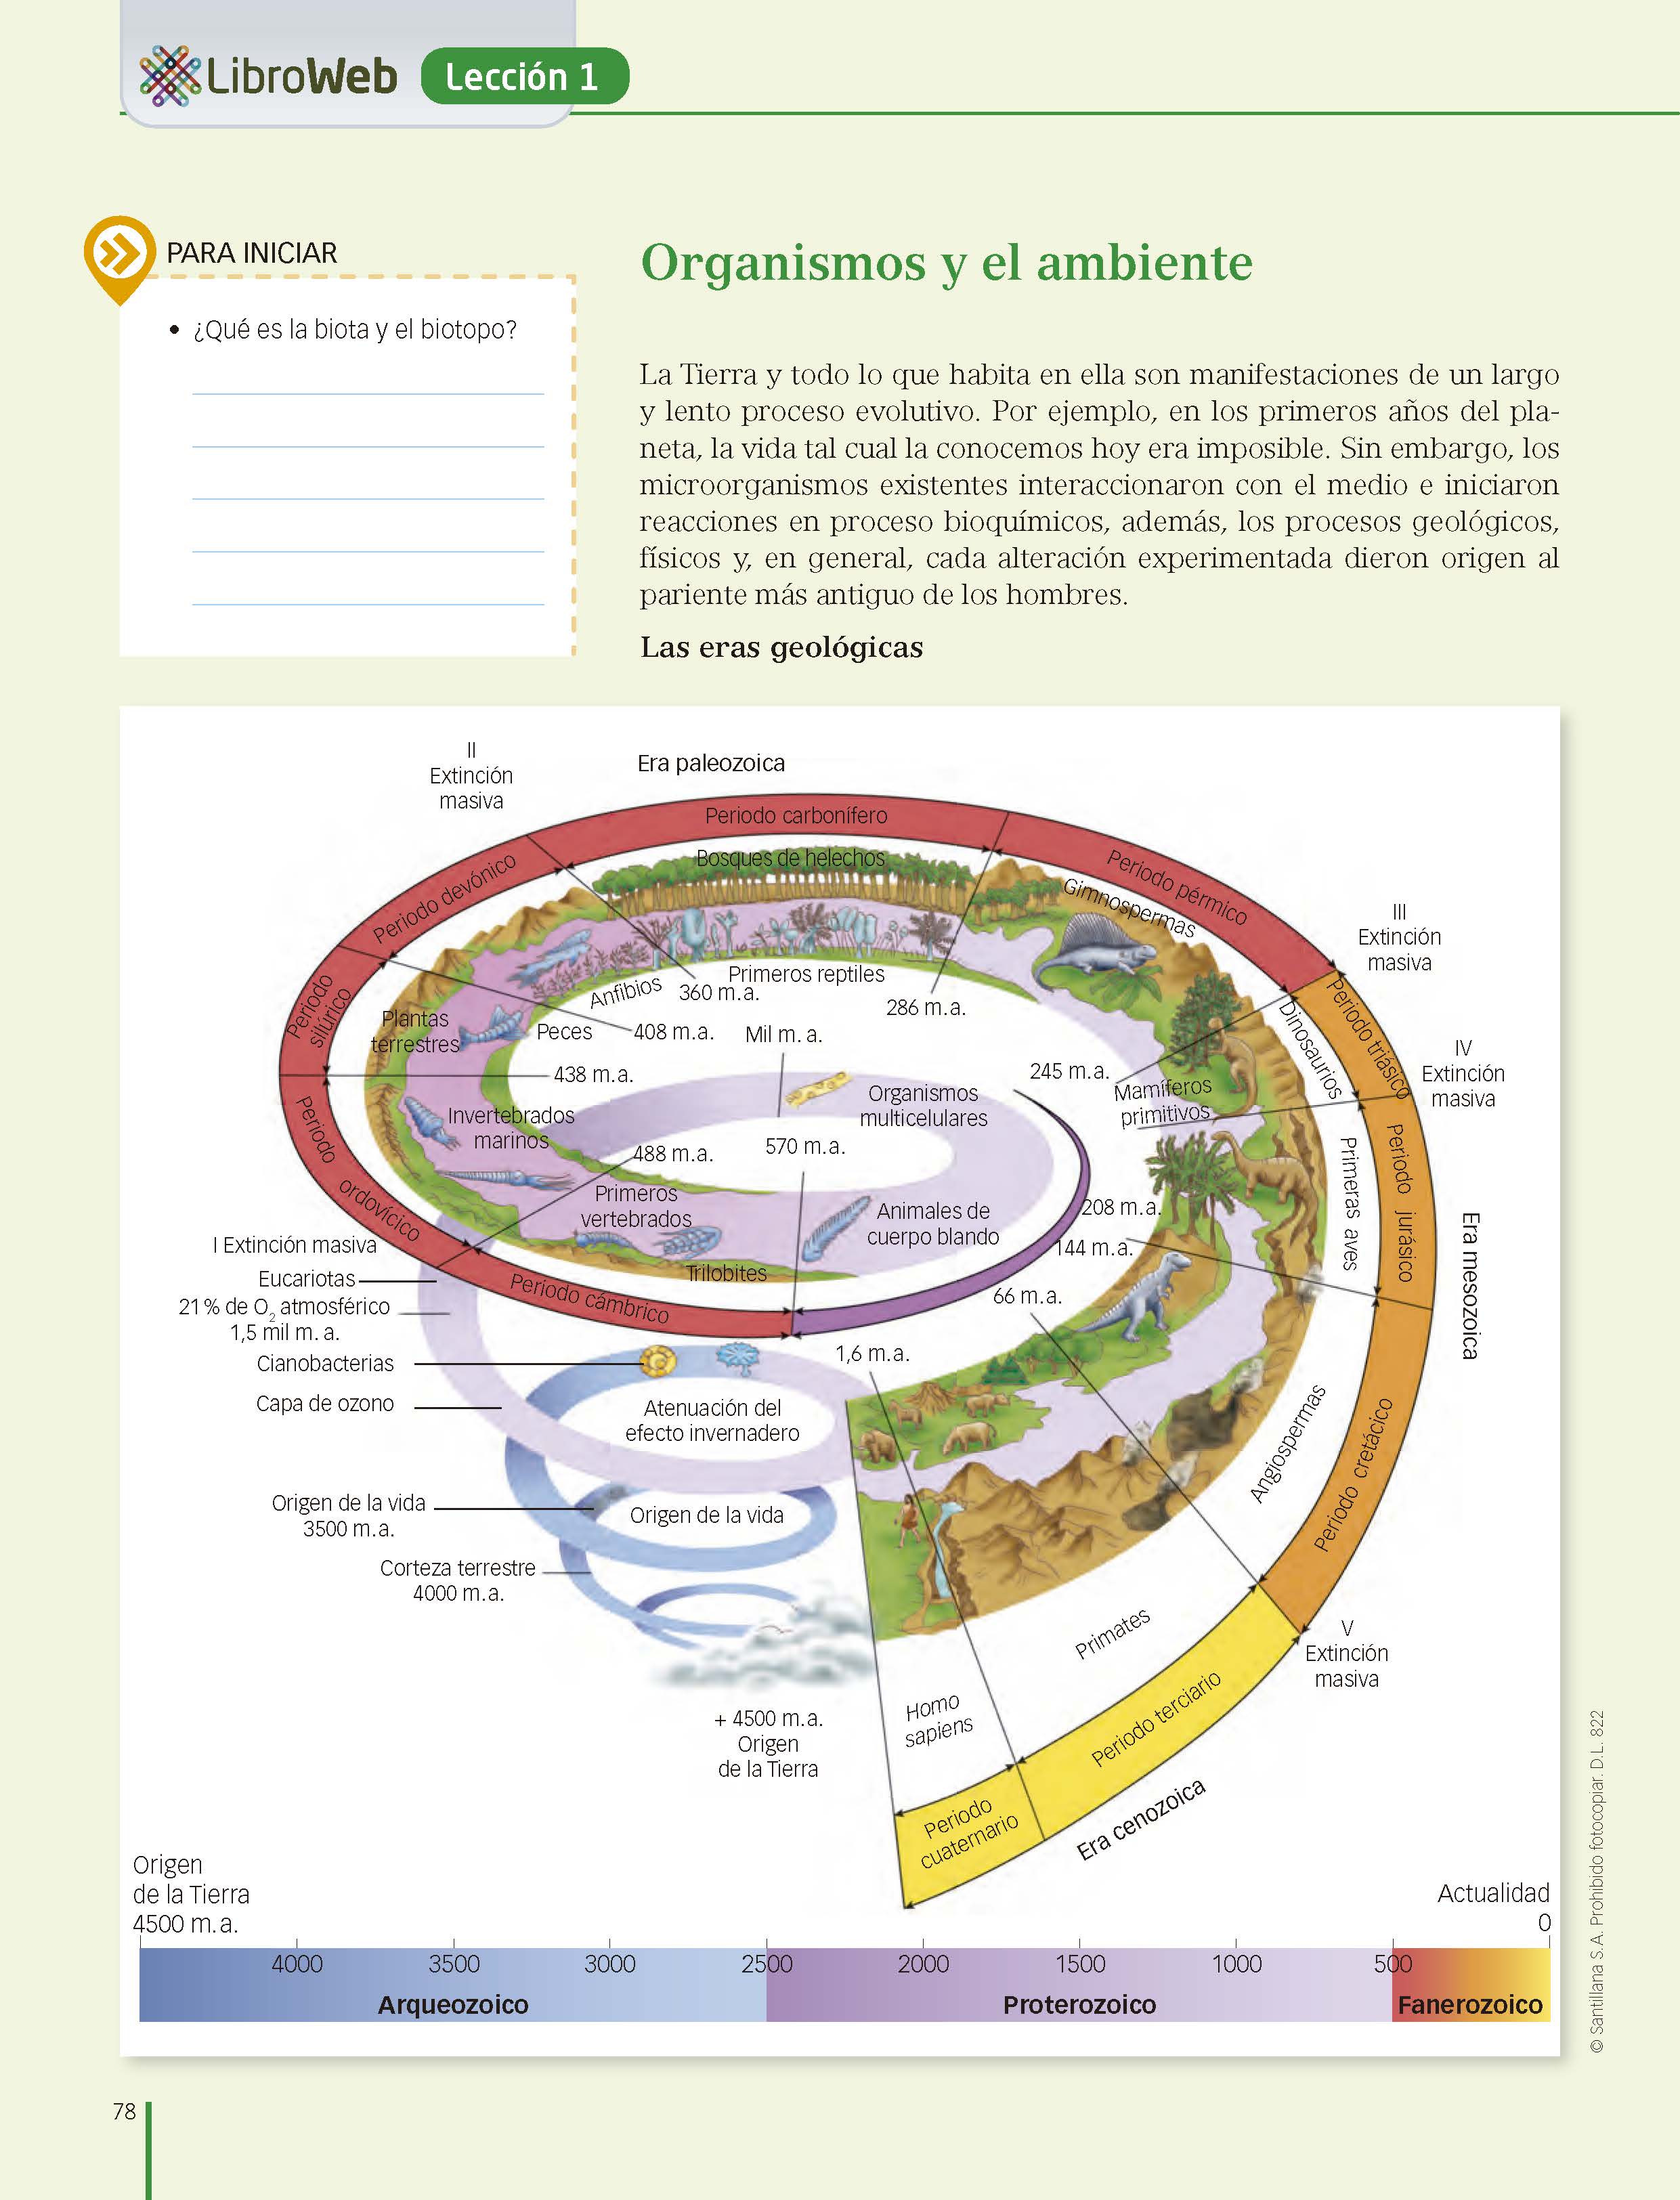 LibroWeb
Lección 1
PARA INICIAR
• ¿Qué es la biota y el biotopo?
Organismos y el ambiente
La Tierra y todo lo que habita en ella son manifestaciones de un largo
y lento proceso evolutivo. Por ejemplo, en los primeros años del pla-
neta, la vida tal cual la conocemos hoy era imposible. Sin embargo, los
microorganismos existentes interaccionaron con el medio e iniciaron
reacciones en proceso bioquímicos, además, los procesos geológicos,
físicos y, en general, cada alteración experimentada dieron origen al
pariente más antiguo de los hombres.
Las eras geológicas
II
Extinción
masiva
Era paleozoica
Periodo carbonífero
Bosques de helechos
Periodo devónico
Periodo pérmico
Gimnospermas
III
Extinción
masiva
Periodo
silúrico
Plantas
terrestres
Anfibios
Primeros reptiles
360 m.a.
286 m.a.
Peces
408 m.a.
Mil m. a.
438 m.a.
245 m.a.
Dinosaurios
Periodo triásico
IV
Extinción
masiva
Mamíferos
primitivos
Organismos
multicelulares
Invertebrados
marinos
Periodo
ordovícico
488 m.a.
570 m.a.
Primeros
vertebrados
Animales de
cuerpo blando
208 m.a.
144 m.a.
Primeras aves
Periodo jurásico
Era mesozoica
I Extinción masiva
Eucariotas
21 % de O2 atmosférico
1,5 mil m. a.
Trilobites
Periodo cámbrico
66 m.a.
1,6 m.a.
Cianobacterias
Capa de ozono
Atenuación del
efecto invernadero
Angiospermas
Periodo cretácico
Origen de la vida
3500 m.a.
Origen de la vida
Corteza terrestre
4000 m.a.
Primates
V
Extinción
masiva
Homo
sapiens
Periodo terciario
+ 4500 m.a.
Origen
de la Tierra
Periodo
cuaternario
Era cenozoica
Origen
de la Tierra
4500 m.a.
Actualidad
0
4000 3500 3000 2500 2000 1500 1000 500
Arqueozoico Proterozoico Fanerozoico
© Santillana S.A. Prohibido fotocopiar. D.L. 822
78